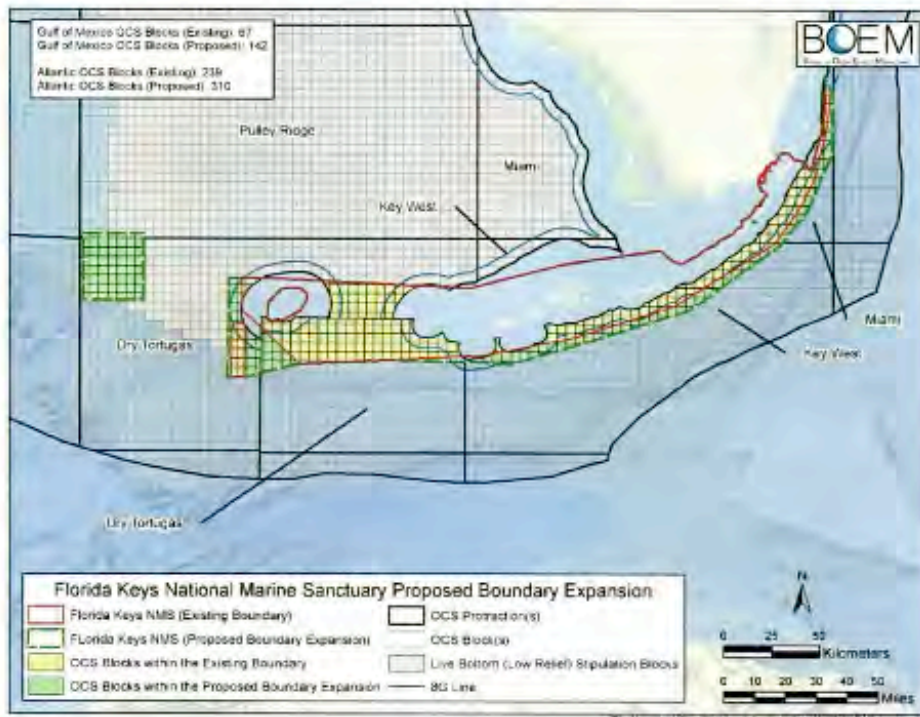 Gulf of Mexico OCS Blocks (Existing): 67
Gulf of Mexico OCS Blocks (Proposed): 142
Atlantic OCS Blocks (Existing): 239
Atlantic OCS Blocks (Proposed): 310
BOEM
Pulley Ridge
Miami
Key West
Dry Tortugas
Miami
Key West
Dry Tortugas
Florida Keys National Marine Sanctuary Proposed Boundary Expansion
Florida Keys NMS (Existing Boundary)
FLorida Keys NMS (Proposed Boundary Expansion)
OCS Blocks within the Existing Boundary
OCS Blocks within the Proposed Boundary Expansion
OCS Protraction(s)
OCS Block(s)
Live Bottom (Low Relief) Stipulation Blocks
8G Line
N
0 25 50
Kilometers
0 10 20 30 40 50
Miles